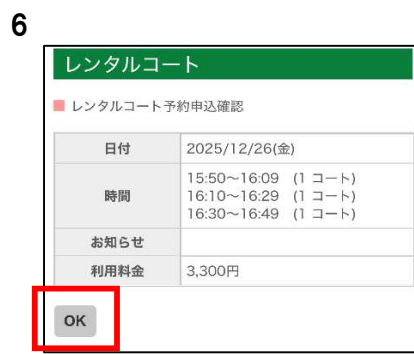 6
レンタルコート
レンタルコート予約申込確認
日付 2025/12/26(金)
時間 15:50～16:09 (1 コート)
16:10～16:29 (1 コート)
16:30～16:49 (1 コート)
お知らせ
利用料金 3,300円
OK